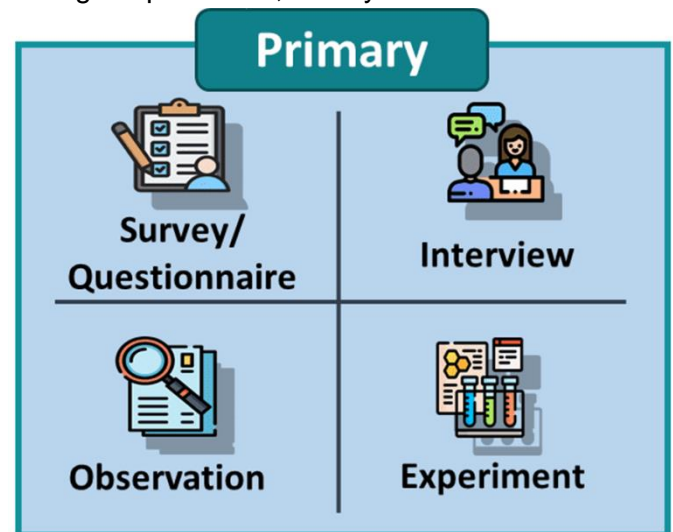 Primary
Survey/
Questionnaire
Interview
Observation
Experiment